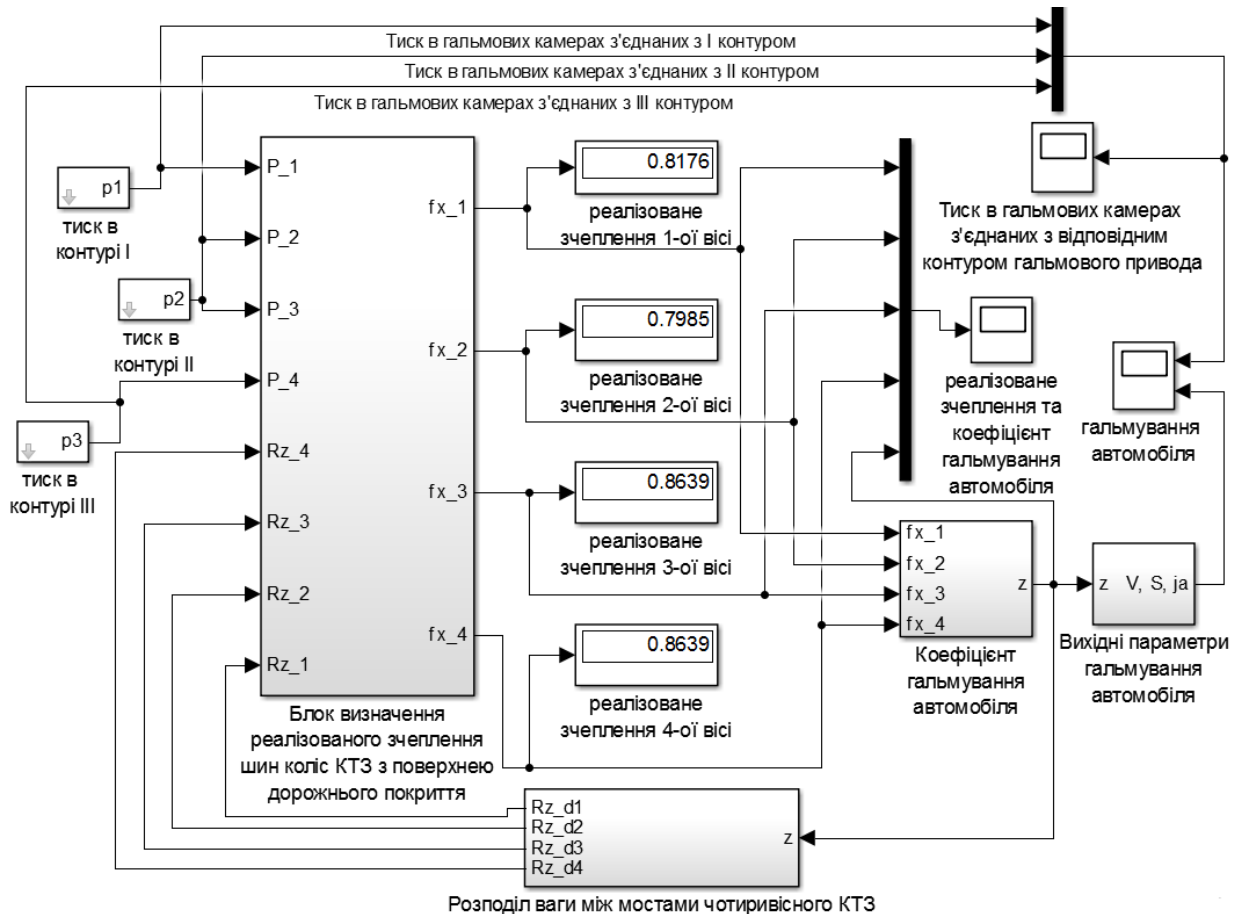 Тиск в гальмових камерах з'єднаних з I контуром
Тиск в гальмових камерах з'єднаних з II контуром
Тиск в гальмових камерах з'єднаних з III контуром
p1
тиск в
контурі I
p2
тиск в
контурі II
p3
тиск в
контурі III
P_1
P_2
P_3
P_4
Rz_4
Rz_3
Rz_2
Rz_1
fx_1
fx_2
fx_3
fx_4
Блок визначення
реалізованого зчеплення
шин коліс КТЗ з поверхнею
дорожнього покриття
0.8176
реалізоване
зчеплення 1-ої вісі
0.7985
реалізоване
зчеплення 2-ої вісі
0.8639
реалізоване
зчеплення 3-ої вісі
0.8639
реалізоване
зчеплення 4-ої вісі
Тиск в гальмових камерах
з'єднаних з відповідним
контуром гальмового привода
реалізоване
зчеплення та
коефіцієнт
гальмування
автомобіля
гальмування
автомобіля
fx_1
fx_2
fx_3
fx_4
z
Коефіцієнт
гальмування
автомобіля
z V, S, ja
Вихідні параметри
гальмування
автомобіля
Rz_d1
Rz_d2
Rz_d3
Rz_d4
z
Розподіл ваги між мостами чотиривісного КТЗ